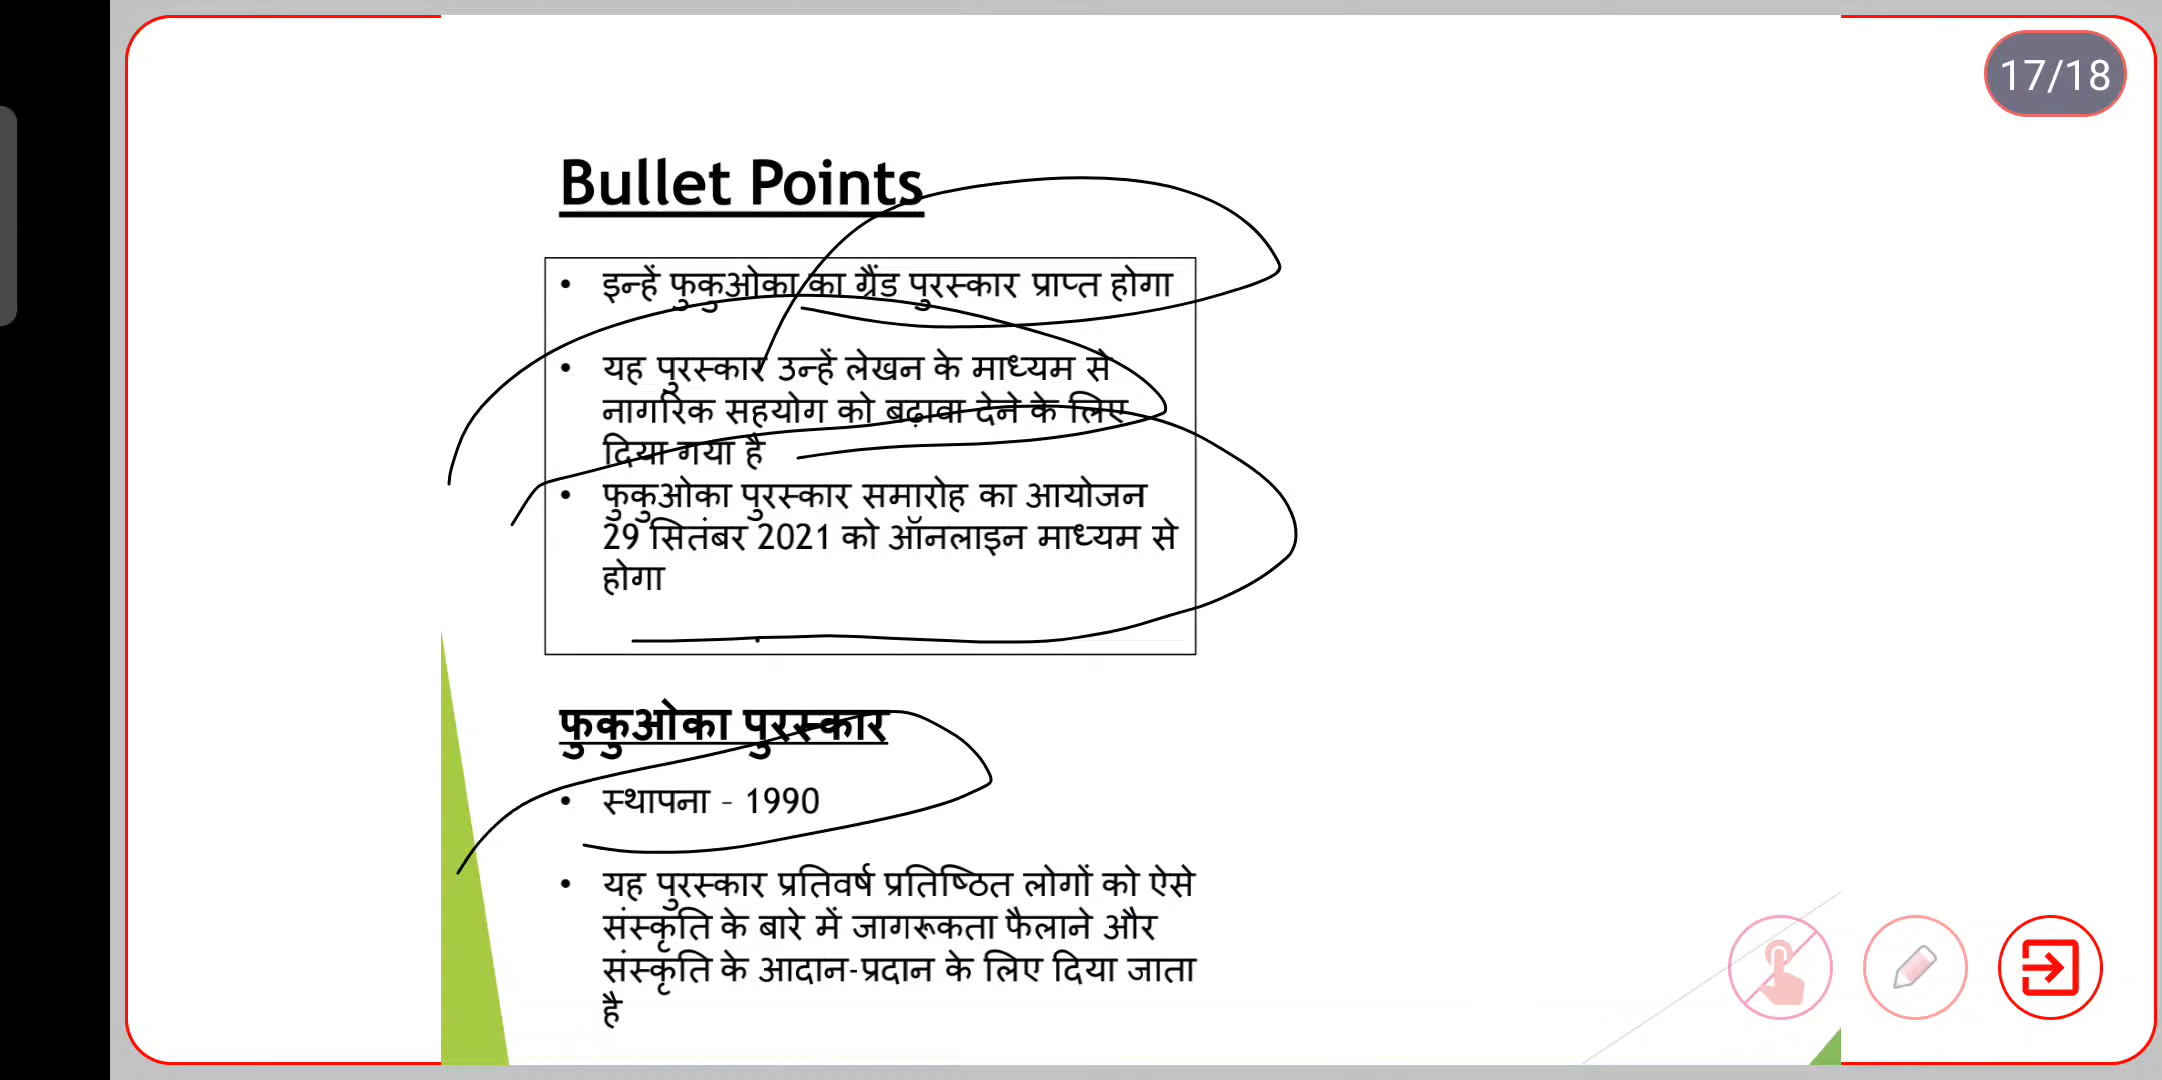 17/18
Bullet Points
• इन्हें फुकुओका का ग्रैंड पुरस्कार प्राप्त होगा
• यह पुरस्कार उन्हें लेखन के माध्यम से
नागरिक सहयोग को बढ़ावा देने के लिए
दिया गया है
• फुकुओका पुरस्कार समारोह का आयोजन
29 सितंबर 2021 को ऑनलाइन माध्यम से
होगा
फुकुओका पुरस्कार
• स्थापना - 1990
• यह पुरस्कार प्रतिवर्ष प्रतिष्ठित लोगों को ऐसे
संस्कृति के बारे में जागरूकता फैलाने और
संस्कृति के आदान-प्रदान के लिए दिया जाता
है